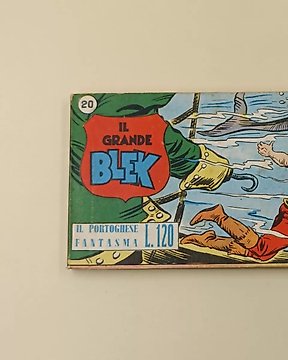 20
IL
GRANDE
BLEK
IL PORTOGHESE
FANTASMA L.120